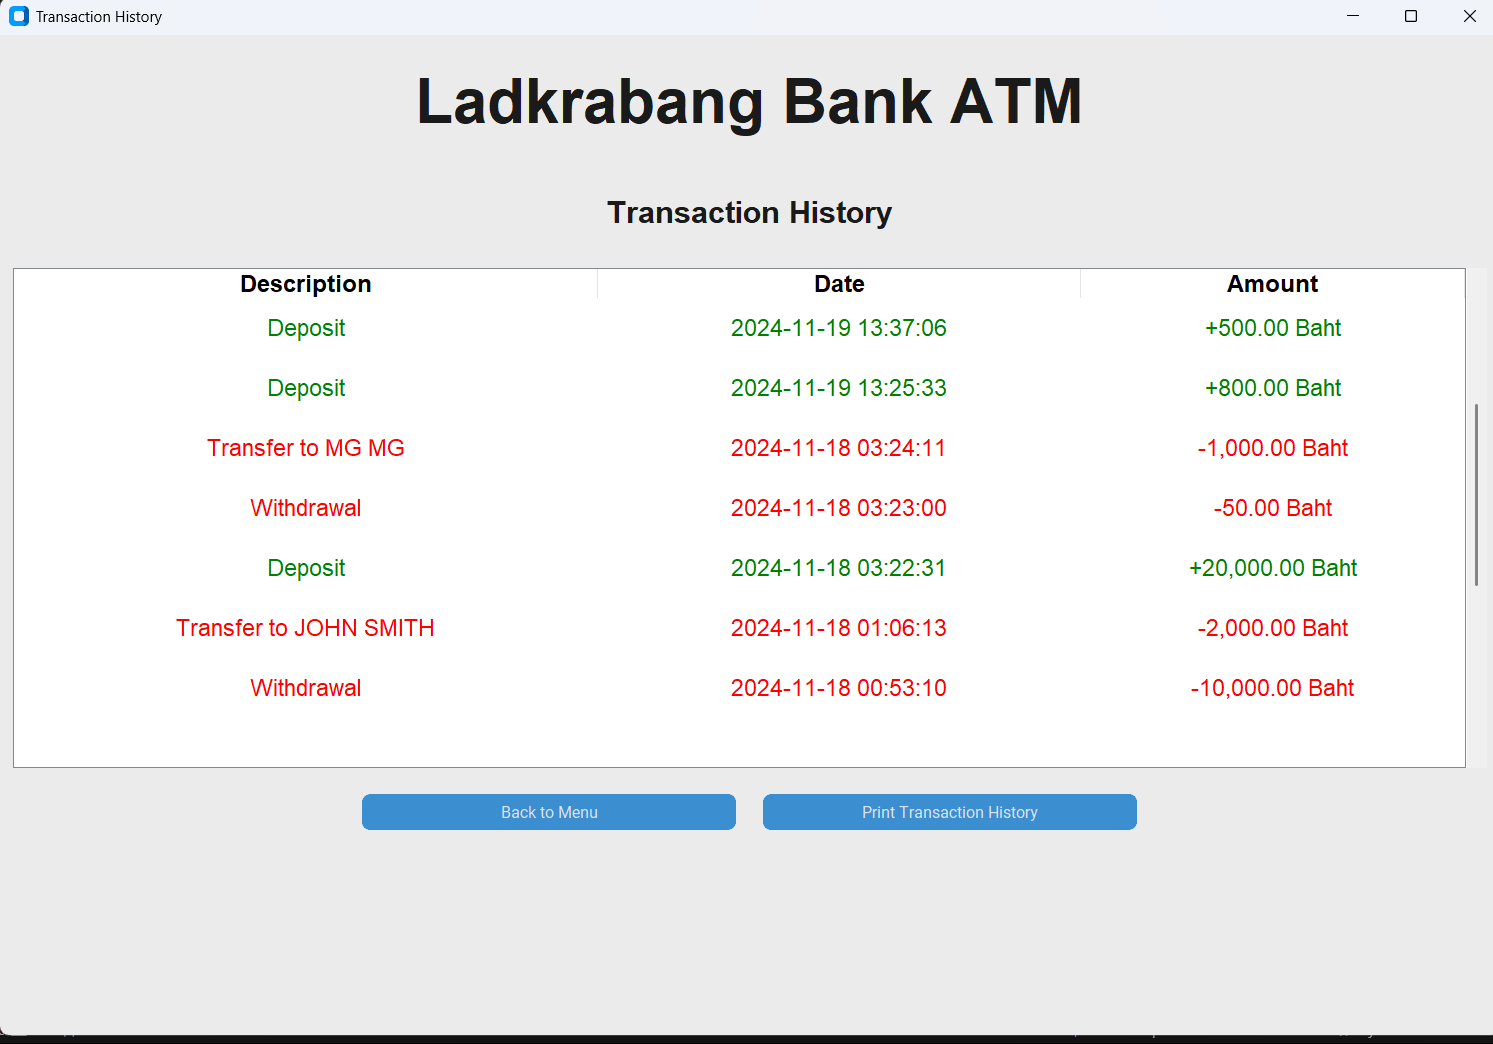 Transaction History
Ladkrabang Bank ATM
Transaction History
Description Date Amount
Deposit 2024-11-19 13:37:06 +500.00 Baht
Deposit 2024-11-19 13:25:33 +800.00 Baht
Transfer to MG MG 2024-11-18 03:24:11 -1,000.00 Baht
Withdrawal 2024-11-18 03:23:00 -50.00 Baht
Deposit 2024-11-18 03:22:31 +20,000.00 Baht
Transfer to JOHN SMITH 2024-11-18 01:06:13 -2,000.00 Baht
Withdrawal 2024-11-18 00:53:10 -10,000.00 Baht
Back to Menu Print Transaction History